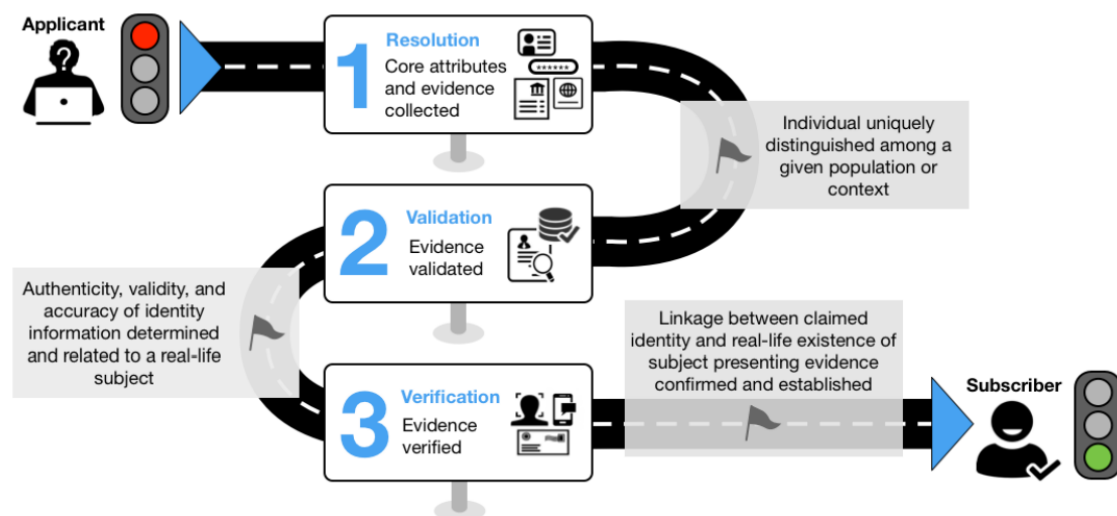 Applicant
1
Resolution
Core attributes
and evidence
collected
******
Individual uniquely
distinguished among a
given population or
context
2
Validation
Evidence
validated
Authenticity, validity, and
accuracy of identity
information determined
and related to a real-life
subject
3
Verification
Evidence
verified
Linkage between claimed
identity and real-life existence of
subject presenting evidence
confirmed and established
Subscriber
?